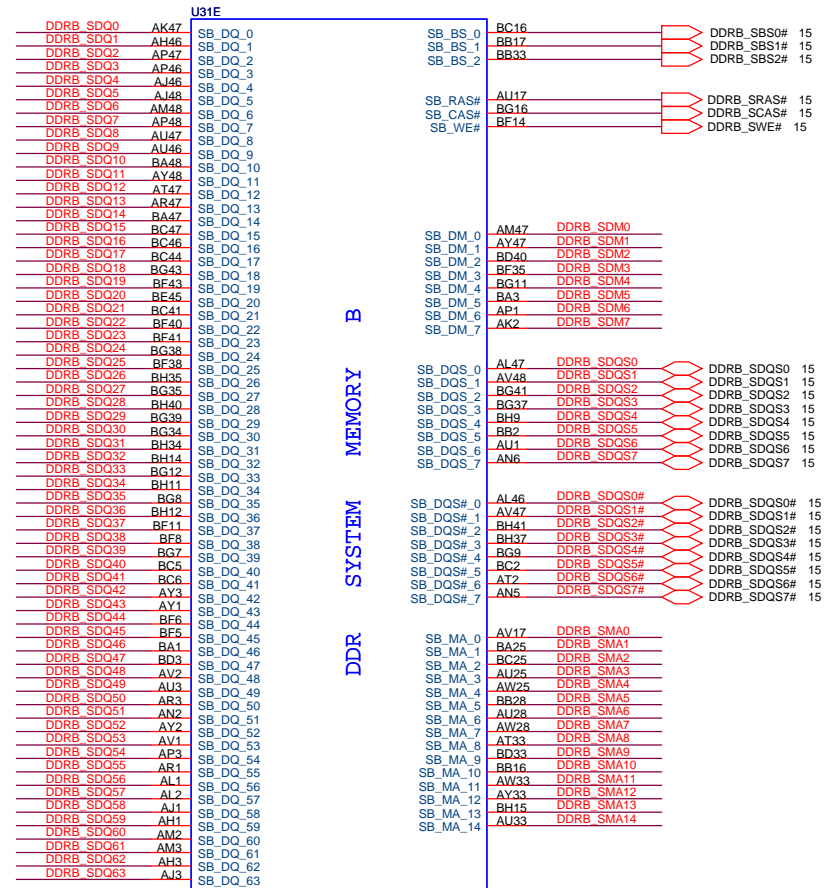 U31E
DDRB_SDQ0 AK47 SB_DQ_0
DDRB_SDQ1 AH46 SB_DQ_1
DDRB_SDQ2 AP47 SB_DQ_2
DDRB_SDQ3 AP46 SB_DQ_3
DDRB_SDQ4 AJ46 SB_DQ_4
DDRB_SDQ5 AJ48 SB_DQ_5
DDRB_SDQ6 AM48 SB_DQ_6
DDRB_SDQ7 AP48 SB_DQ_7
DDRB_SDQ8 AU47 SB_DQ_8
DDRB_SDQ9 AU46 SB_DQ_9
DDRB_SDQ10 BA48 SB_DQ_10
DDRB_SDQ11 AY48 SB_DQ_11
DDRB_SDQ12 AT47 SB_DQ_12
DDRB_SDQ13 AR47 SB_DQ_13
DDRB_SDQ14 BA47 SB_DQ_14
DDRB_SDQ15 BC47 SB_DQ_15
DDRB_SDQ16 BC46 SB_DQ_16
DDRB_SDQ17 BC44 SB_DQ_17
DDRB_SDQ18 BG43 SB_DQ_18
DDRB_SDQ19 BF43 SB_DQ_19
DDRB_SDQ20 BE45 SB_DQ_20
DDRB_SDQ21 BC41 SB_DQ_21
DDRB_SDQ22 BF40 SB_DQ_22
DDRB_SDQ23 BF41 SB_DQ_23
DDRB_SDQ24 BG38 SB_DQ_24
DDRB_SDQ25 BF38 SB_DQ_25
DDRB_SDQ26 BH35 SB_DQ_26
DDRB_SDQ27 BG35 SB_DQ_27
DDRB_SDQ28 BH40 SB_DQ_28
DDRB_SDQ29 BG39 SB_DQ_29
DDRB_SDQ30 BG34 SB_DQ_30
DDRB_SDQ31 BH34 SB_DQ_31
DDRB_SDQ32 BH14 SB_DQ_32
DDRB_SDQ33 BG12 SB_DQ_33
DDRB_SDQ34 BH11 SB_DQ_34
DDRB_SDQ35 BG8 SB_DQ_35
DDRB_SDQ36 BH12 SB_DQ_36
DDRB_SDQ37 BF11 SB_DQ_37
DDRB_SDQ38 BF8 SB_DQ_38
DDRB_SDQ39 BG7 SB_DQ_39
DDRB_SDQ40 BC5 SB_DQ_40
DDRB_SDQ41 BC6 SB_DQ_41
DDRB_SDQ42 AY3 SB_DQ_42
DDRB_SDQ43 AY1 SB_DQ_43
DDRB_SDQ44 BF6 SB_DQ_44
DDRB_SDQ45 BF5 SB_DQ_45
DDRB_SDQ46 BA1 SB_DQ_46
DDRB_SDQ47 BD3 SB_DQ_47
DDRB_SDQ48 AV2 SB_DQ_48
DDRB_SDQ49 AU3 SB_DQ_49
DDRB_SDQ50 AR3 SB_DQ_50
DDRB_SDQ51 AN2 SB_DQ_51
DDRB_SDQ52 AY2 SB_DQ_52
DDRB_SDQ53 AV1 SB_DQ_53
DDRB_SDQ54 AP3 SB_DQ_54
DDRB_SDQ55 AR1 SB_DQ_55
DDRB_SDQ56 AL1 SB_DQ_56
DDRB_SDQ57 AL2 SB_DQ_57
DDRB_SDQ58 AJ1 SB_DQ_58
DDRB_SDQ59 AH1 SB_DQ_59
DDRB_SDQ60 AM2 SB_DQ_60
DDRB_SDQ61 AM3 SB_DQ_61
DDRB_SDQ62 AH3 SB_DQ_62
DDRB_SDQ63 AJ3 SB_DQ_63
DDR SYSTEM MEMORY B
SB_BS_0 BC16 DDRB_SBS0# 15
SB_BS_1 BB17 DDRB_SBS1# 15
SB_BS_2 BB33 DDRB_SBS2# 15
SB_RAS# AU17 DDRB_SRAS# 15
SB_CAS# BG16 DDRB_SCAS# 15
SB_WE# BF14 DDRB_SWE# 15
SB_DM_0 AM47 DDRB_SDM0
SB_DM_1 AY47 DDRB_SDM1
SB_DM_2 BD40 DDRB_SDM2
SB_DM_3 BF35 DDRB_SDM3
SB_DM_4 BG11 DDRB_SDM4
SB_DM_5 BA3 DDRB_SDM5
SB_DM_6 AP1 DDRB_SDM6
SB_DM_7 AK2 DDRB_SDM7
SB_DQS_0 AL47 DDRB_SDQS0 DDRB_SDQS0 15
SB_DQS_1 AV48 DDRB_SDQS1 DDRB_SDQS1 15
SB_DQS_2 BG41 DDRB_SDQS2 DDRB_SDQS2 15
SB_DQS_3 BG37 DDRB_SDQS3 DDRB_SDQS3 15
SB_DQS_4 BH9 DDRB_SDQS4 DDRB_SDQS4 15
SB_DQS_5 BB2 DDRB_SDQS5 DDRB_SDQS5 15
SB_DQS_6 AU1 DDRB_SDQS6 DDRB_SDQS6 15
SB_DQS_7 AN6 DDRB_SDQS7 DDRB_SDQS7 15
SB_DQS#_0 AL46 DDRB_SDQS0# DDRB_SDQS0# 15
SB_DQS#_1 AV47 DDRB_SDQS1# DDRB_SDQS1# 15
SB_DQS#_2 BH41 DDRB_SDQS2# DDRB_SDQS2# 15
SB_DQS#_3 BH37 DDRB_SDQS3# DDRB_SDQS3# 15
SB_DQS#_4 BG9 DDRB_SDQS4# DDRB_SDQS4# 15
SB_DQS#_5 BC2 DDRB_SDQS5# DDRB_SDQS5# 15
SB_DQS#_6 AT2 DDRB_SDQS6# DDRB_SDQS6# 15
SB_DQS#_7 AN5 DDRB_SDQS7# DDRB_SDQS7# 15
SB_MA_0 AV17 DDRB_SMA0
SB_MA_1 BA25 DDRB_SMA1
SB_MA_2 BC25 DDRB_SMA2
SB_MA_3 AU25 DDRB_SMA3
SB_MA_4 AW25 DDRB_SMA4
SB_MA_5 BB28 DDRB_SMA5
SB_MA_6 AU28 DDRB_SMA6
SB_MA_7 AW28 DDRB_SMA7
SB_MA_8 AT33 DDRB_SMA8
SB_MA_9 BD33 DDRB_SMA9
SB_MA_10 BB16 DDRB_SMA10
SB_MA_11 AW33 DDRB_SMA11
SB_MA_12 AY33 DDRB_SMA12
SB_MA_13 BH15 DDRB_SMA13
SB_MA_14 AU33 DDRB_SMA14